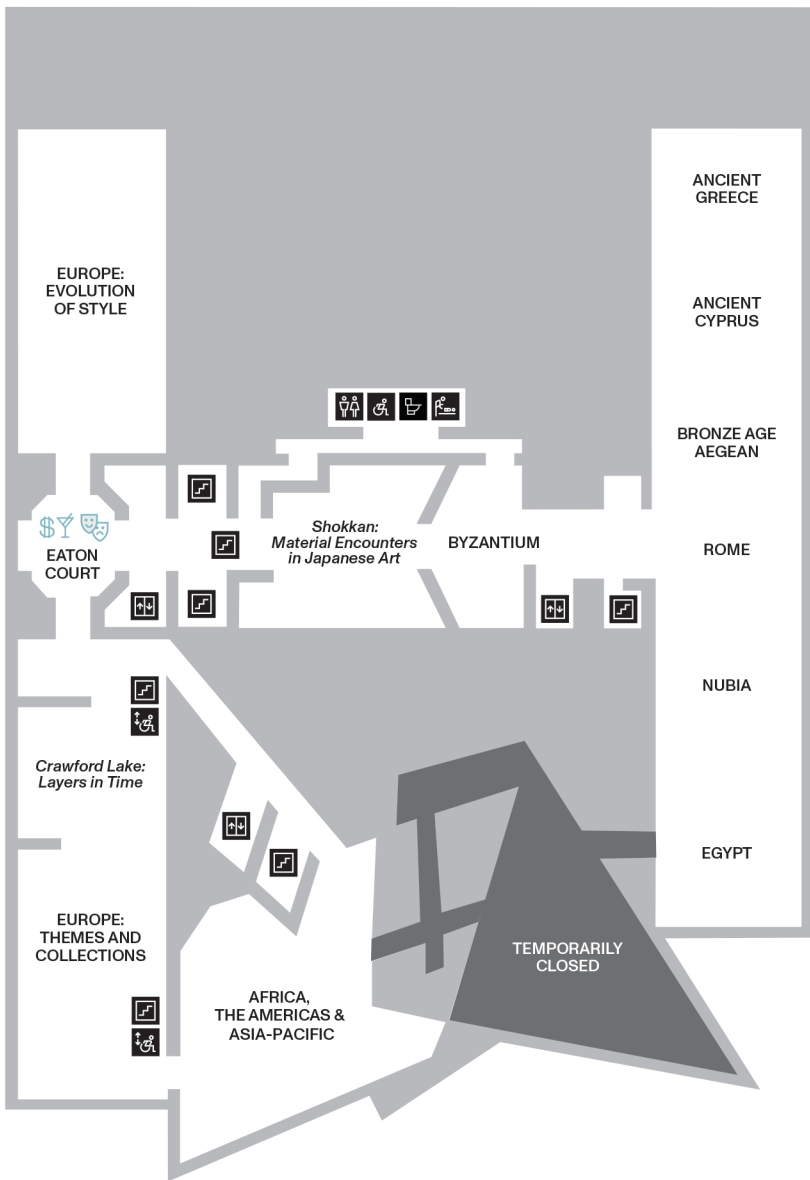 ANCIENT
GREECE
EUROPE:
EVOLUTION
OF STYLE
ANCIENT
CYPRUS
BRONZE AGE
AEGEAN
$
EATON
COURT
Shokkan:
Material Encounters
in Japanese Art
BYZANTIUM
ROME
NUBIA
Crawford Lake:
Layers in Time
EGYPT
EUROPE:
THEMES AND
COLLECTIONS
TEMPORARILY
CLOSED
AFRICA,
THE AMERICAS &
ASIA-PACIFIC